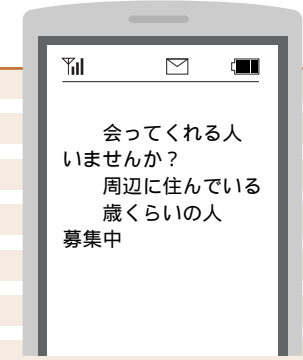 会ってくれる人
いませんか？
周辺に住んでいる
歳くらいの人
募集中